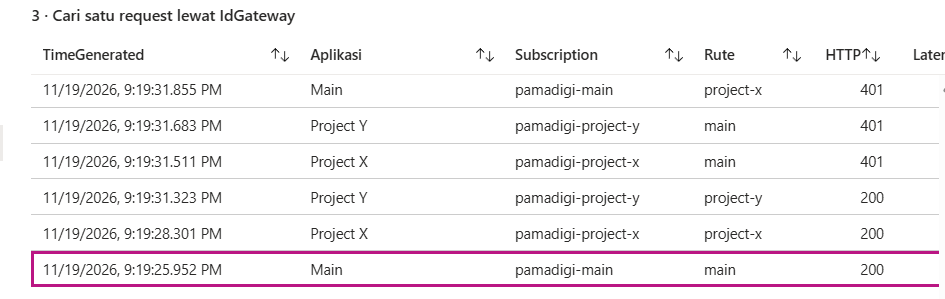 3 · Cari satu request lewat IdGateway
TimeGenerated ↑↓ Aplikasi ↑↓ Subscription ↑↓ Rute ↑↓ HTTP↑↓ Later
11/19/2026, 9:19:31.855 PM Main pamadigi-main project-x 401
11/19/2026, 9:19:31.683 PM Project Y pamadigi-project-y main 401
11/19/2026, 9:19:31.511 PM Project X pamadigi-project-x main 401
11/19/2026, 9:19:31.323 PM Project Y pamadigi-project-y project-y 200
11/19/2026, 9:19:28.301 PM Project X pamadigi-project-x project-x 200
11/19/2026, 9:19:25.952 PM Main pamadigi-main main 200